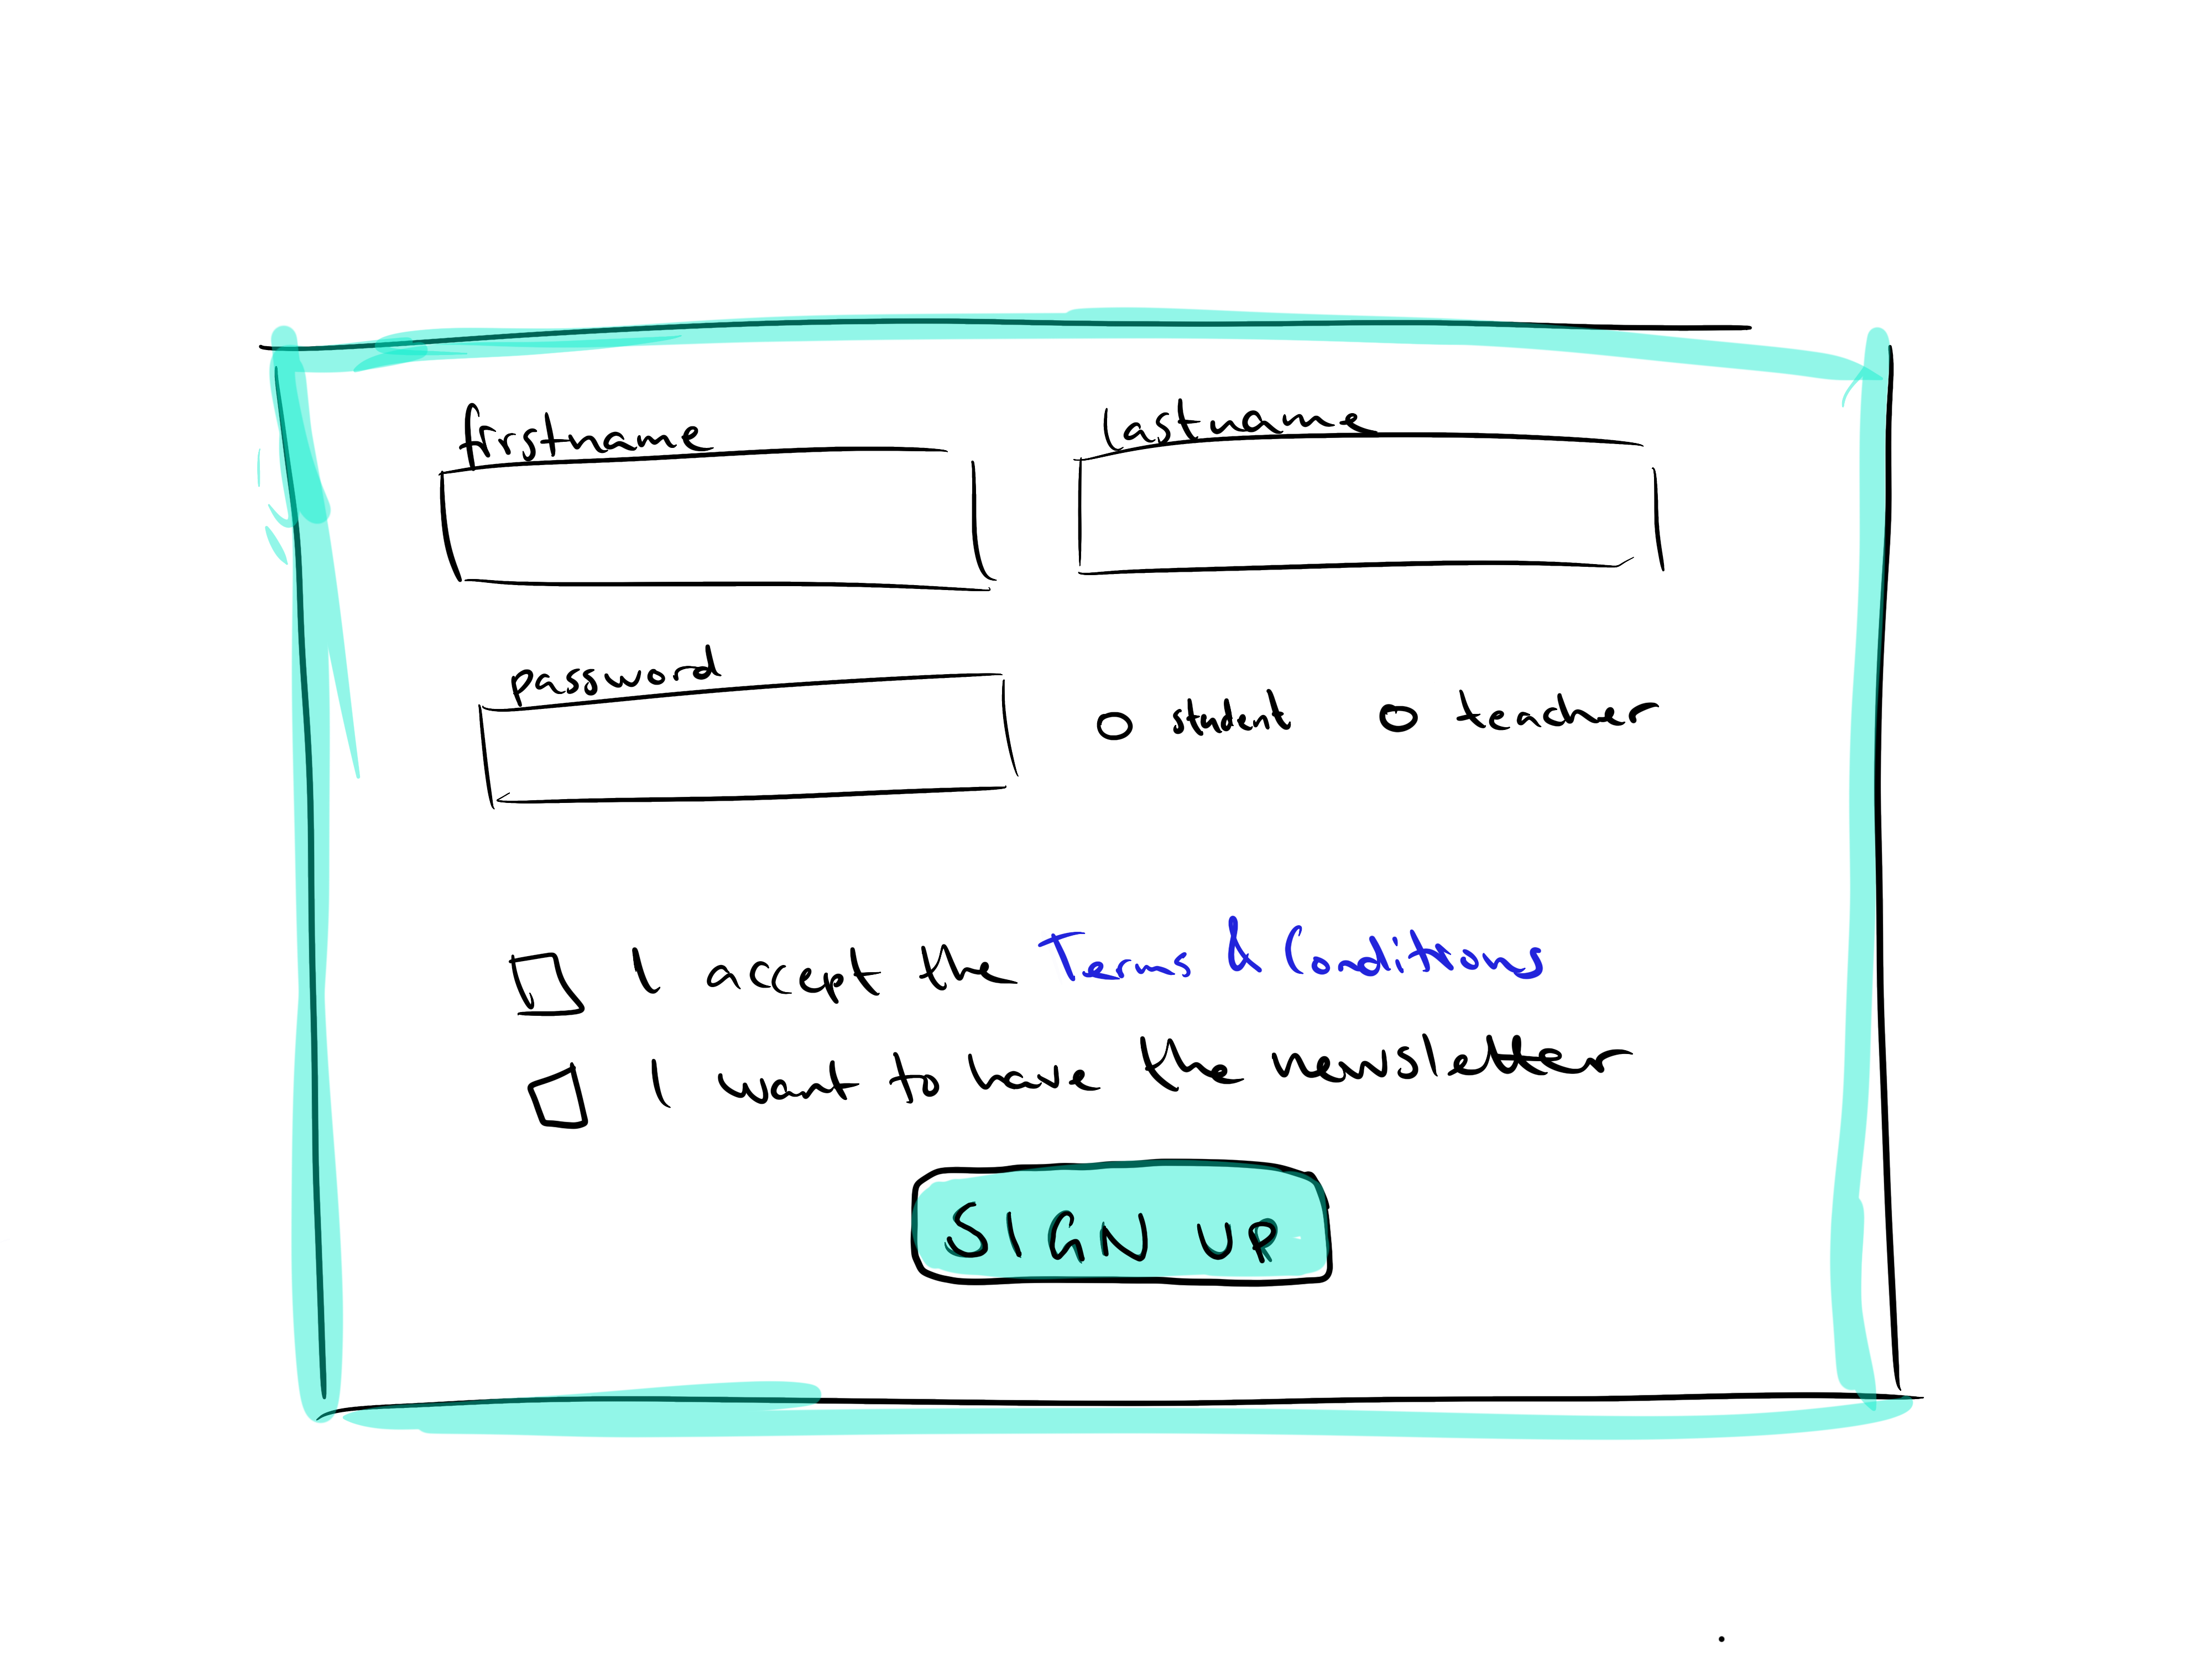 firstname
Lastname
password
student
teacher
I accept the Terms & Conditions
I want to have the newsletter
SIGN UP